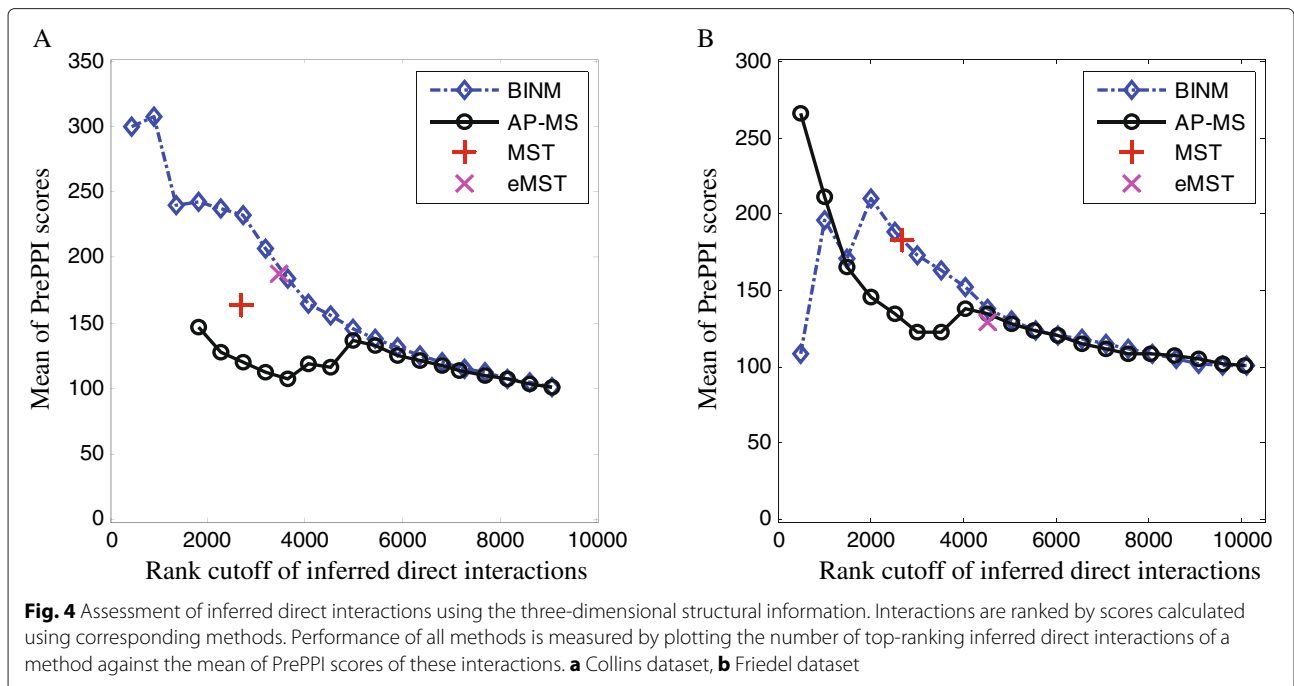 A
350
300
250
200
150
100
50
0
Mean of PrePPI scores
BINM
AP-MS
MST
eMST
0 2000 4000 6000 8000 10000
Rank cutoff of inferred direct interactions
B
300
250
200
150
100
50
0
Mean of PrePPI scores
BINM
AP-MS
MST
eMST
0 2000 4000 6000 8000 10000
Rank cutoff of inferred direct interactions
Fig. 4 Assessment of inferred direct interactions using the three-dimensional structural information. Interactions are ranked by scores calculated
using corresponding methods. Performance of all methods is measured by plotting the number of top-ranking inferred direct interactions of a
method against the mean of PrePPI scores of these interactions. a Collins dataset, b Friedel dataset